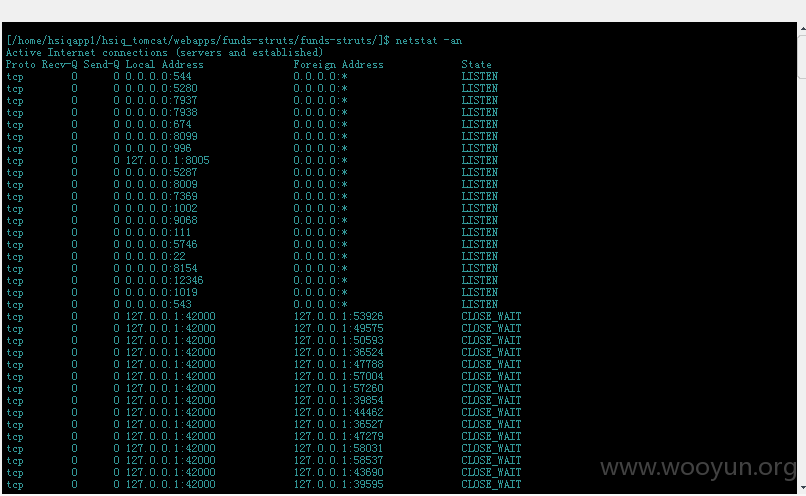 [/home/hsiqapp1/hsiq_tomcat/webapps/funds-struts/funds-struts/]$ netstat -an
Active Internet connections (servers and established)
Proto Recv-Q Send-Q Local Address Foreign Address State
tcp 0 0 0.0.0.0:544 0.0.0.0:* LISTEN
tcp 0 0 0.0.0.0:5280 0.0.0.0:* LISTEN
tcp 0 0 0.0.0.0:7937 0.0.0.0:* LISTEN
tcp 0 0 0.0.0.0:7938 0.0.0.0:* LISTEN
tcp 0 0 0.0.0.0:674 0.0.0.0:* LISTEN
tcp 0 0 0.0.0.0:8099 0.0.0.0:* LISTEN
tcp 0 0 0.0.0.0:996 0.0.0.0:* LISTEN
tcp 0 0 127.0.0.1:8005 0.0.0.0:* LISTEN
tcp 0 0 0.0.0.0:5287 0.0.0.0:* LISTEN
tcp 0 0 0.0.0.0:8009 0.0.0.0:* LISTEN
tcp 0 0 0.0.0.0:7369 0.0.0.0:* LISTEN
tcp 0 0 0.0.0.0:1002 0.0.0.0:* LISTEN
tcp 0 0 0.0.0.0:9068 0.0.0.0:* LISTEN
tcp 0 0 0.0.0.0:111 0.0.0.0:* LISTEN
tcp 0 0 0.0.0.0:5746 0.0.0.0:* LISTEN
tcp 0 0 0.0.0.0:22 0.0.0.0:* LISTEN
tcp 0 0 0.0.0.0:8154 0.0.0.0:* LISTEN
tcp 0 0 0.0.0.0:12346 0.0.0.0:* LISTEN
tcp 0 0 0.0.0.0:1019 0.0.0.0:* LISTEN
tcp 0 0 0.0.0.0:543 0.0.0.0:* LISTEN
tcp 0 0 127.0.0.1:42000 127.0.0.1:53926 CLOSE_WAIT
tcp 0 0 127.0.0.1:42000 127.0.0.1:49575 CLOSE_WAIT
tcp 0 0 127.0.0.1:42000 127.0.0.1:50593 CLOSE_WAIT
tcp 0 0 127.0.0.1:42000 127.0.0.1:36524 CLOSE_WAIT
tcp 0 0 127.0.0.1:42000 127.0.0.1:47788 CLOSE_WAIT
tcp 0 0 127.0.0.1:42000 127.0.0.1:57004 CLOSE_WAIT
tcp 0 0 127.0.0.1:42000 127.0.0.1:57260 CLOSE_WAIT
tcp 0 0 127.0.0.1:42000 127.0.0.1:39854 CLOSE_WAIT
tcp 0 0 127.0.0.1:42000 127.0.0.1:44462 CLOSE_WAIT
tcp 0 0 127.0.0.1:42000 127.0.0.1:36527 CLOSE_WAIT
tcp 0 0 127.0.0.1:42000 127.0.0.1:47279 CLOSE_WAIT
tcp 0 0 127.0.0.1:42000 127.0.0.1:58031 CLOSE_WAIT
tcp 0 0 127.0.0.1:42000 127.0.0.1:58537 CLOSE_WAIT
tcp 0 0 127.0.0.1:42000 127.0.0.1:43690 CLOSE_WAIT
tcp 0 0 127.0.0.1:42000 127.0.0.1:39595 CLOSE_WAIT
www.wooyun.org